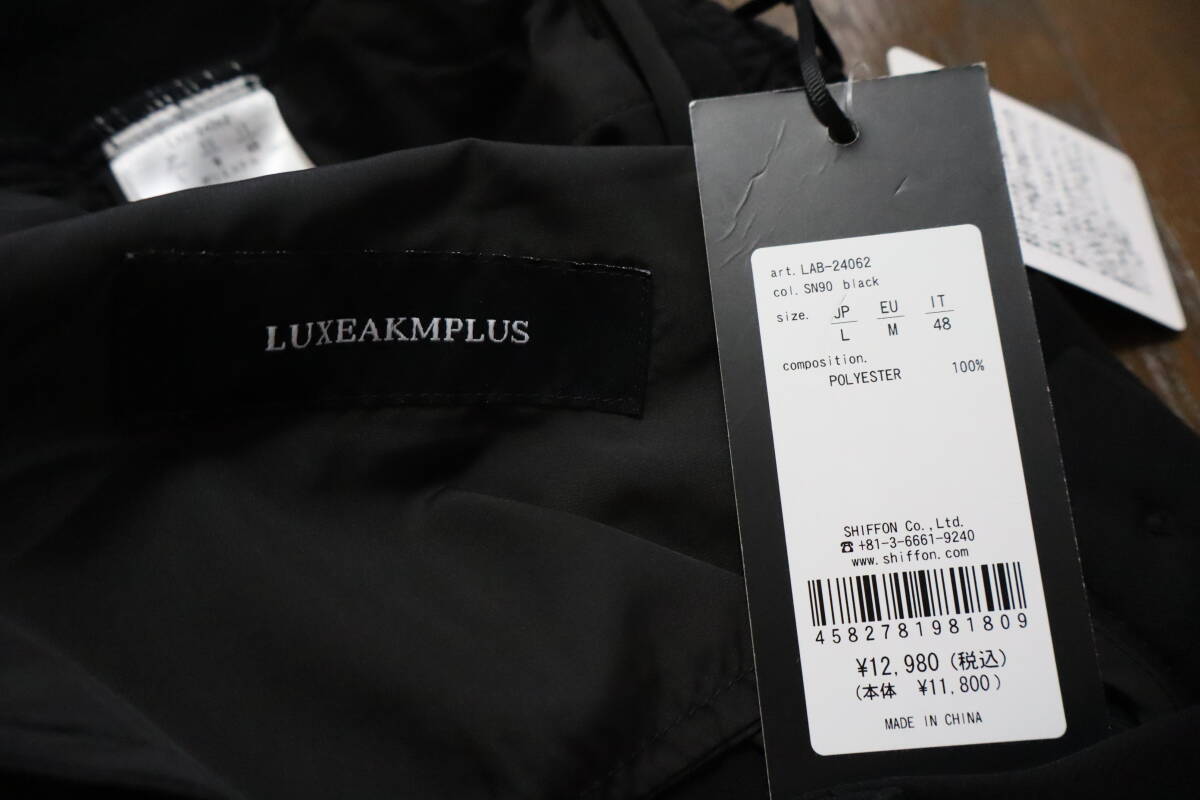 LUXEAKMPLUS
art. LAB-24062
col. SN90 black
size. JP EU IT
L M 48
composition.
POLYESTER 100%
SHIFFON Co.,Ltd.
☎ +81-3-6661-9240
www.shiffon.com
4582781981809
¥12,980 (税込)
(本体 ¥11,800)
MADE IN CHINA